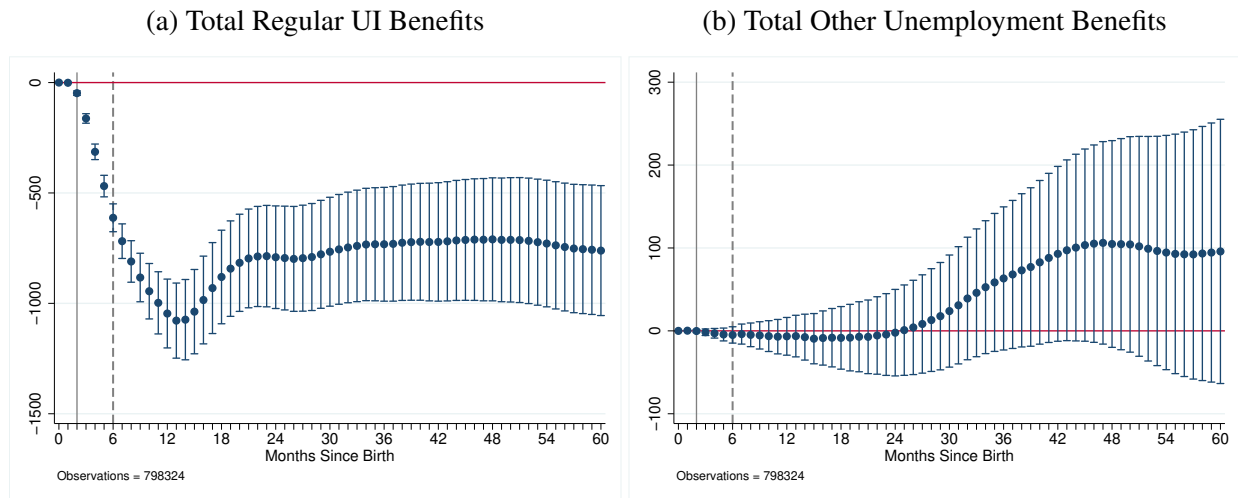 (a) Total Regular UI Benefits
0
−500
−1000
−1500
0 6 12 18 24 30 36 42 48 54 60
Months Since Birth
Observations = 798324
(b) Total Other Unemployment Benefits
300
200
100
0
−100
0 6 12 18 24 30 36 42 48 54 60
Months Since Birth
Observations = 798324